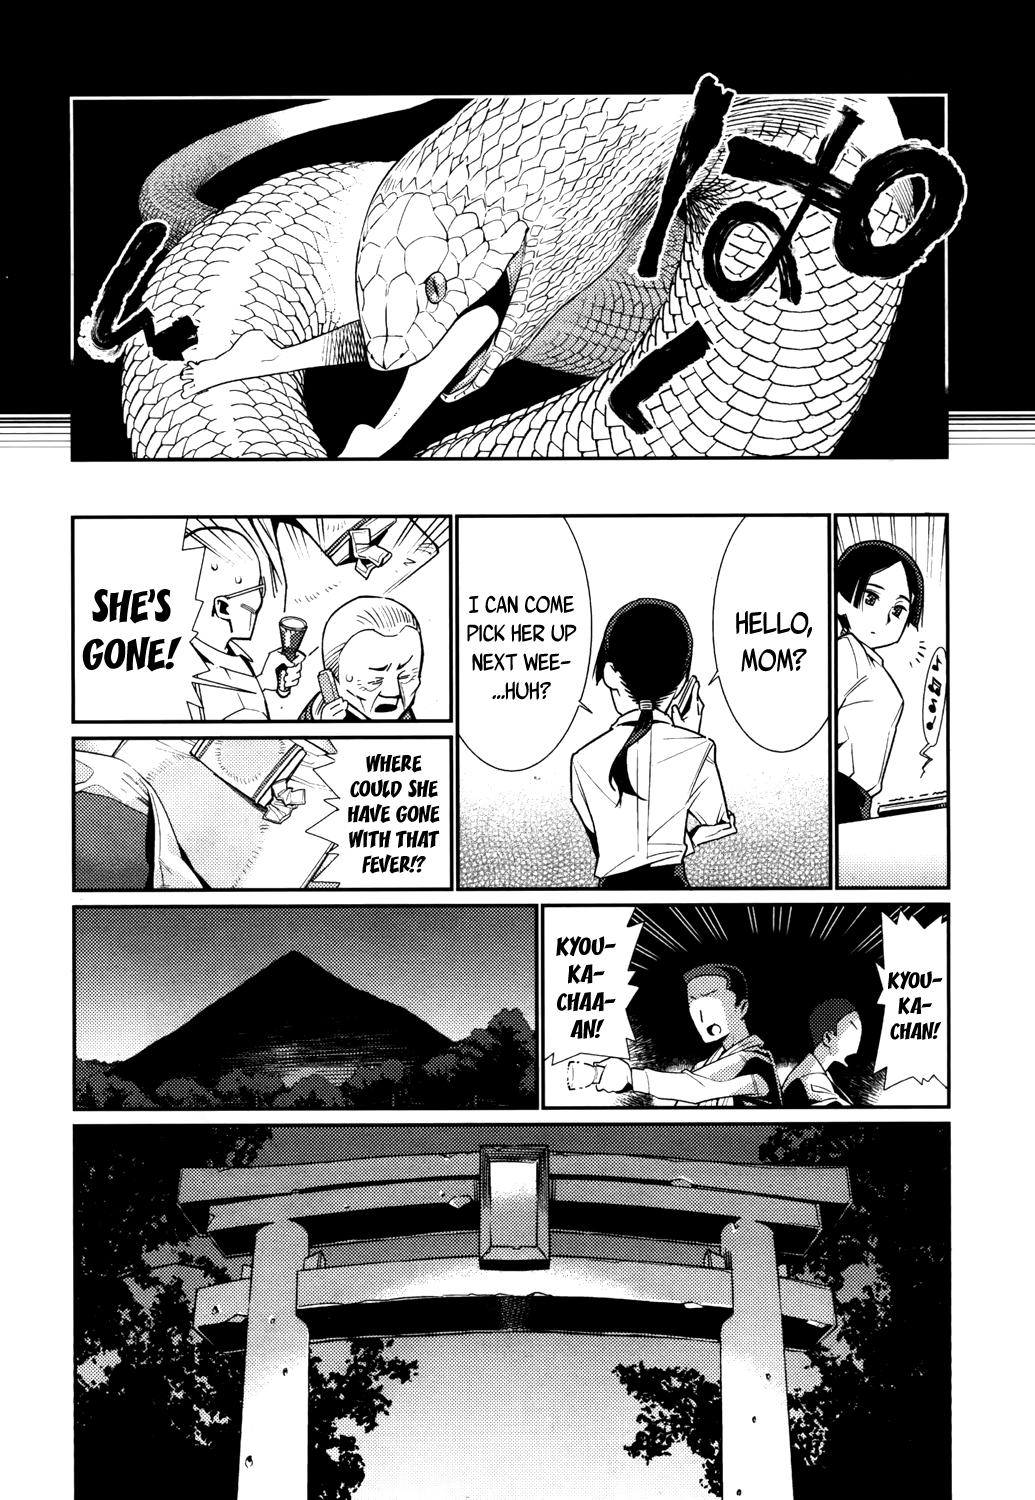 HELLO,
MOM?
I CAN COME
PICK HER UP
NEXT WEE-
...HUH?
SHE'S
GONE!
WHERE
COULD SHE
HAVE GONE
WITH THAT
FEVER!?
KYOU-
KA-
CHAN!
KYOU-
KA-
CHAA-
AN!